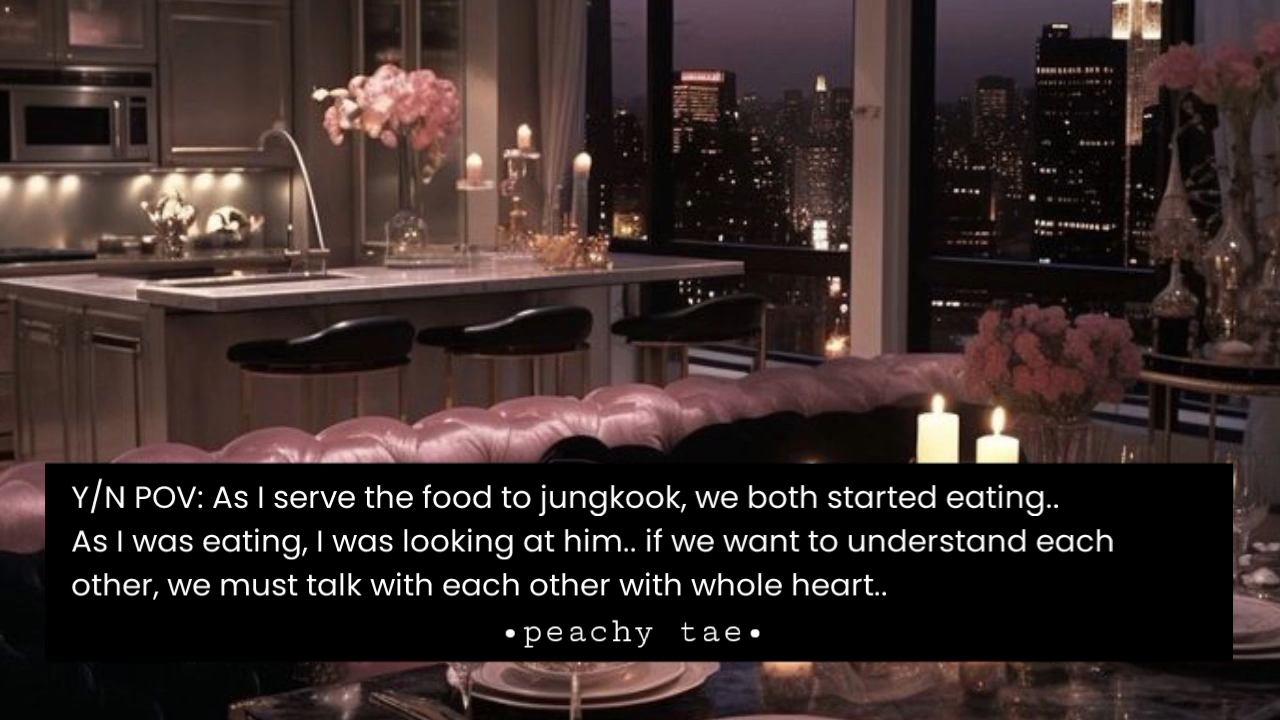 Y/N POV: As I serve the food to jungkook, we both started eating..
As I was eating, I was looking at him.. if we want to understand each
other, we must talk with each other with whole heart..
•peachy tae•